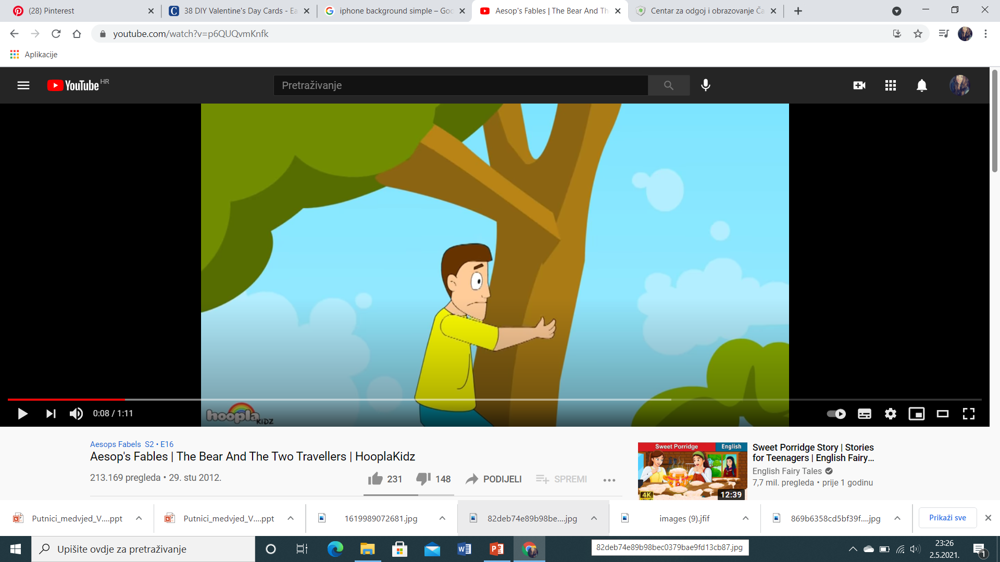 (28) Pinterest
38 DIY Valentine's Day Cards - Ea
iphone background simple – Goo
Aesop's Fables | The Bear And Th
Centar za odgoj i obrazovanje Ča
youtube.com/watch?v=p6QUQvmKnfk
Aplikacije
YouTube HR
Pretraživanje
hoopla KIDZ
0:08 / 1:11
Aesops Fabels S2 • E16
Aesop's Fables | The Bear And The Two Travellers | HooplaKidz
213.169 pregleda • 29. stu 2012.
231
148
PODIJELI
SPREMI
Sweet Porridge
English
4K
12:39
Sweet Porridge Story | Stories
for Teenagers | English Fairy...
English Fairy Tales
7,7 mil. pregleda • prije 1 godinu
Putnici_medvjed_V....ppt
Putnici_medvjed_V....ppt
1619989072681.jpg
82deb74e89b98be....jpg
images (9).jfif
869b6358cd5bf39f....jpg
Prikaži sve
Upišite ovdje za pretraživanje
82deb74e89b98bec0379bae9fd13cb87.jpg
23:26
2.5.2021.
1